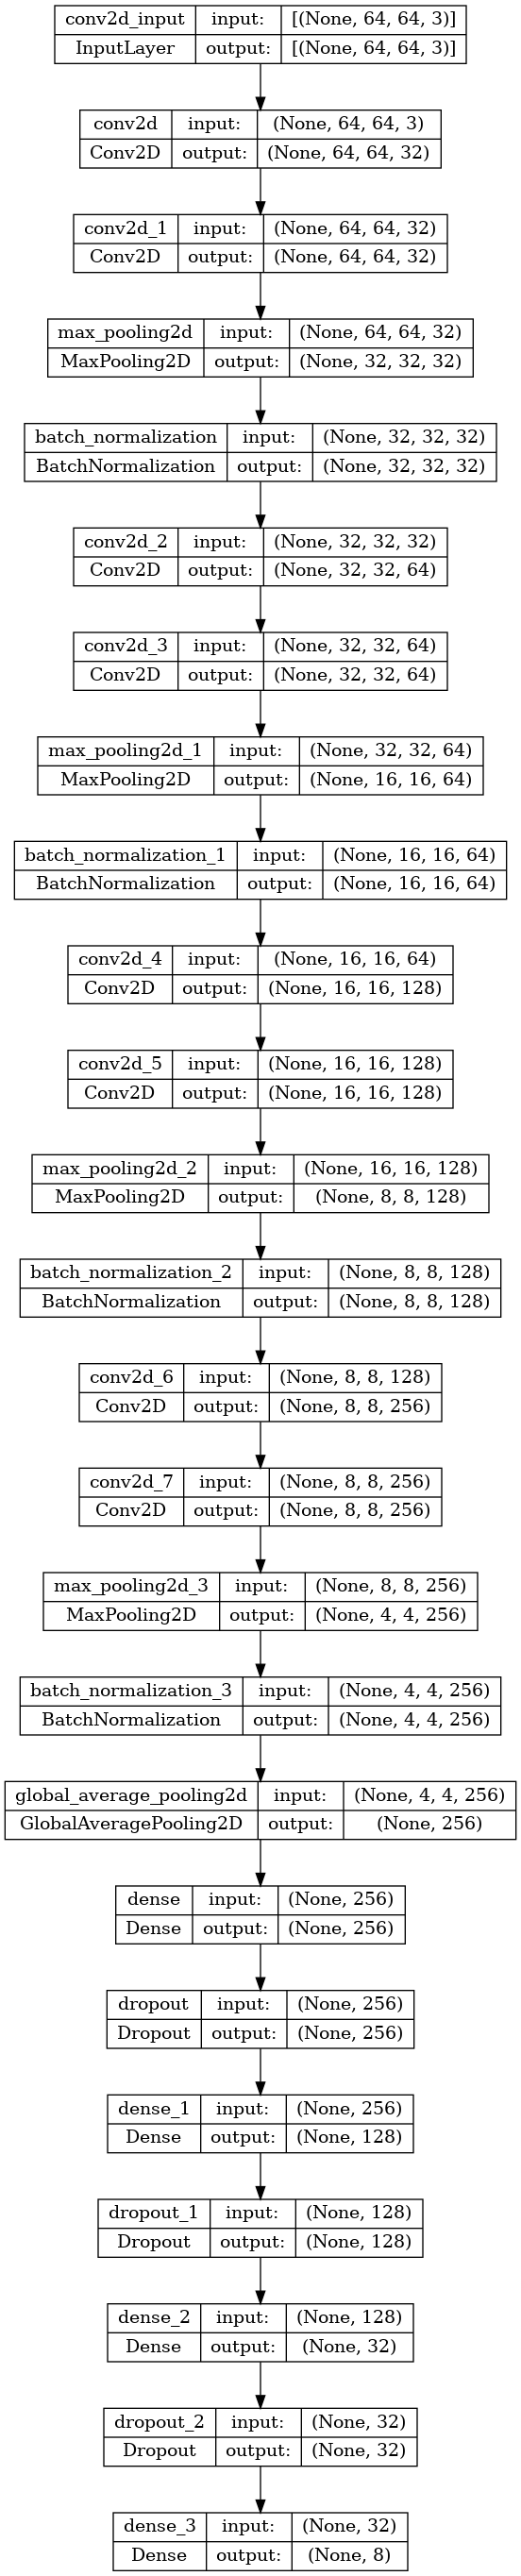 conv2d_input input: [(None, 64, 64, 3)]
InputLayer output: [(None, 64, 64, 3)]
conv2d input: (None, 64, 64, 3)
Conv2D output: (None, 64, 64, 32)
conv2d_1 input: (None, 64, 64, 32)
Conv2D output: (None, 64, 64, 32)
max_pooling2d input: (None, 64, 64, 32)
MaxPooling2D output: (None, 32, 32, 32)
batch_normalization input: (None, 32, 32, 32)
BatchNormalization output: (None, 32, 32, 32)
conv2d_2 input: (None, 32, 32, 32)
Conv2D output: (None, 32, 32, 64)
conv2d_3 input: (None, 32, 32, 64)
Conv2D output: (None, 32, 32, 64)
max_pooling2d_1 input: (None, 32, 32, 64)
MaxPooling2D output: (None, 16, 16, 64)
batch_normalization_1 input: (None, 16, 16, 64)
BatchNormalization output: (None, 16, 16, 64)
conv2d_4 input: (None, 16, 16, 64)
Conv2D output: (None, 16, 16, 128)
conv2d_5 input: (None, 16, 16, 128)
Conv2D output: (None, 16, 16, 128)
max_pooling2d_2 input: (None, 16, 16, 128)
MaxPooling2D output: (None, 8, 8, 128)
batch_normalization_2 input: (None, 8, 8, 128)
BatchNormalization output: (None, 8, 8, 128)
conv2d_6 input: (None, 8, 8, 128)
Conv2D output: (None, 8, 8, 256)
conv2d_7 input: (None, 8, 8, 256)
Conv2D output: (None, 8, 8, 256)
max_pooling2d_3 input: (None, 8, 8, 256)
MaxPooling2D output: (None, 4, 4, 256)
batch_normalization_3 input: (None, 4, 4, 256)
BatchNormalization output: (None, 4, 4, 256)
global_average_pooling2d input: (None, 4, 4, 256)
GlobalAveragePooling2D output: (None, 256)
dense input: (None, 256)
Dense output: (None, 256)
dropout input: (None, 256)
Dropout output: (None, 256)
dense_1 input: (None, 256)
Dense output: (None, 128)
dropout_1 input: (None, 128)
Dropout output: (None, 128)
dense_2 input: (None, 128)
Dense output: (None, 32)
dropout_2 input: (None, 32)
Dropout output: (None, 32)
dense_3 input: (None, 32)
Dense output: (None, 8)